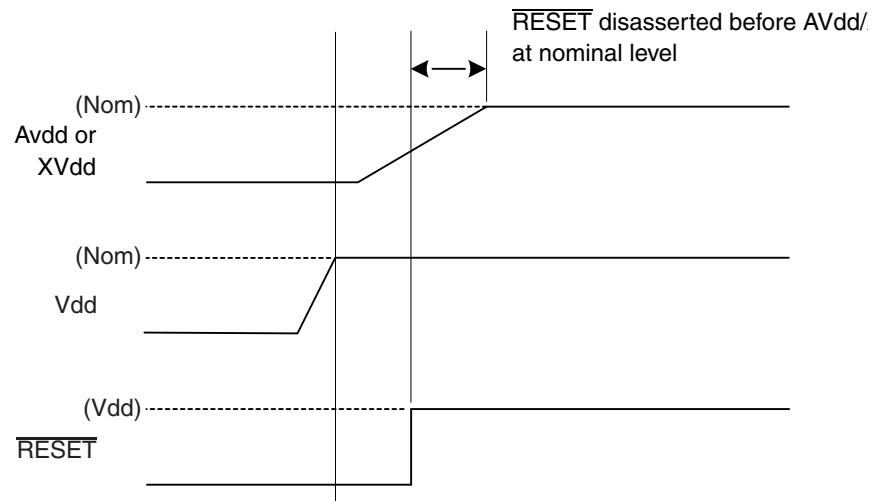 RESET disasserted before AVdd/
at nominal level
(Nom)
Avdd or
XVdd
(Nom)
Vdd
(Vdd)
RESET